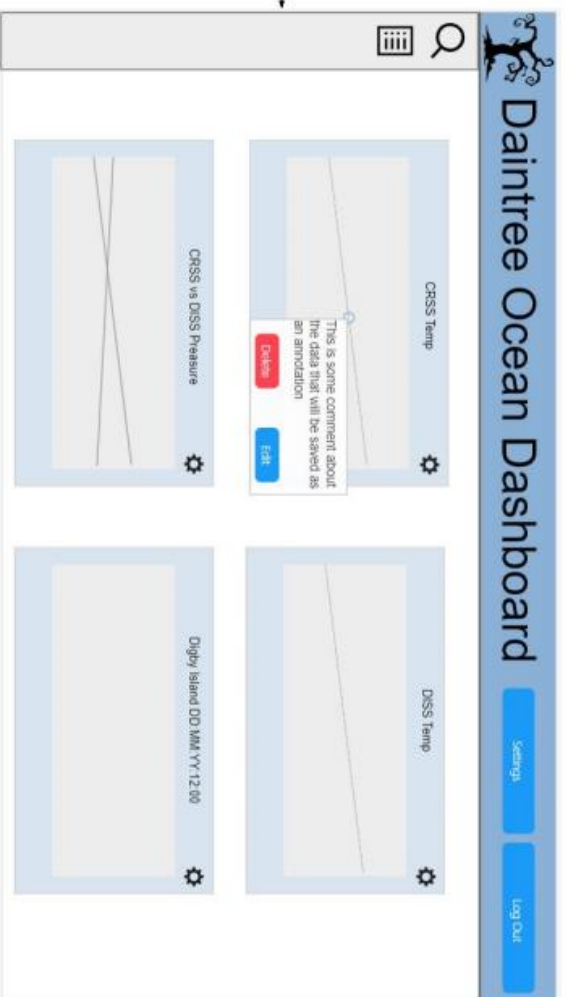 Daintree Ocean Dashboard
Settings
Log Out
CRSS Temp
This is some comment about
the data that will be saved as
an annotation
Delete
Edit
DISS Temp
CRSS vs DISS Preasure
Digby Island DD:MM:YY:12:00